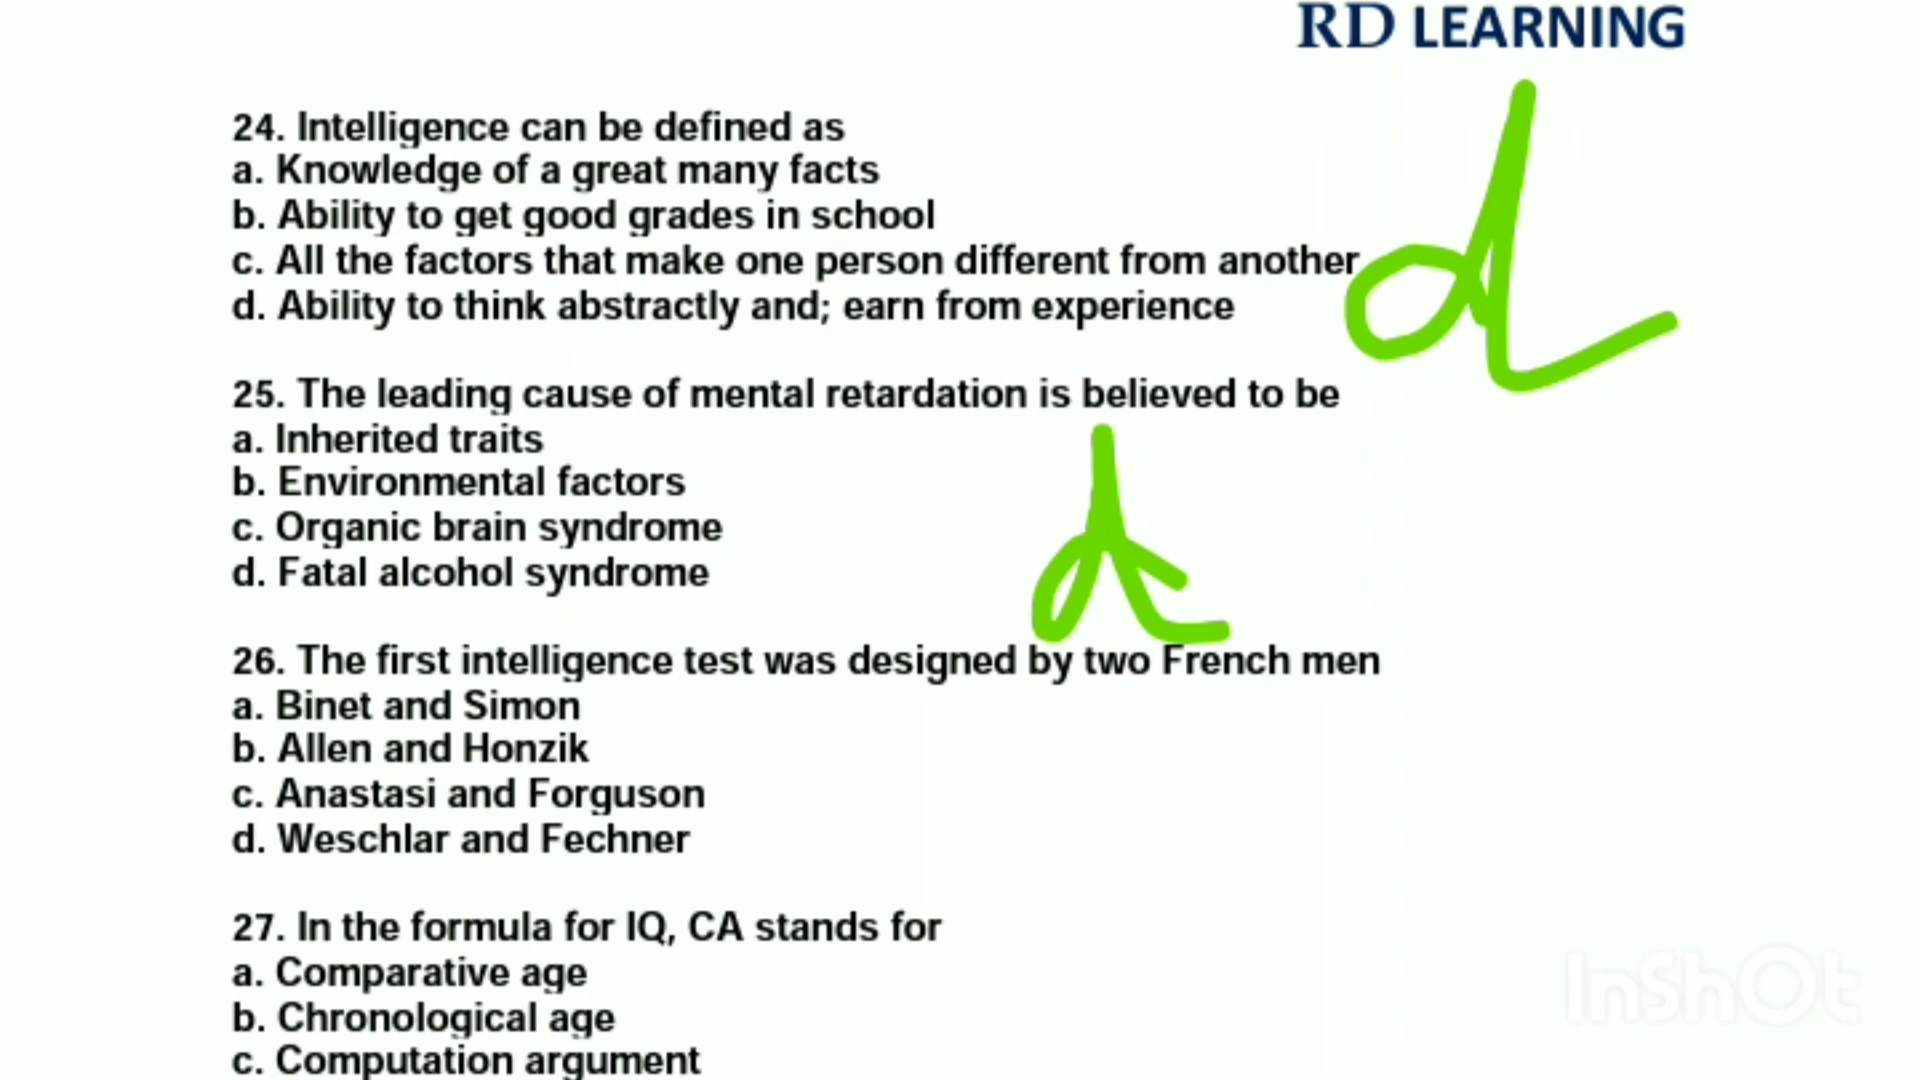 RD LEARNING
24. Intelligence can be defined as
a. Knowledge of a great many facts
b. Ability to get good grades in school
c. All the factors that make one person different from another
d. Ability to think abstractly and; earn from experience
d
25. The leading cause of mental retardation is believed to be
a. Inherited traits
b. Environmental factors
c. Organic brain syndrome
d. Fatal alcohol syndrome
d
26. The first intelligence test was designed by two French men
a. Binet and Simon
b. Allen and Honzik
c. Anastasi and Forguson
d. Weschlar and Fechner
27. In the formula for IQ, CA stands for
a. Comparative age
b. Chronological age
c. Computation argument
InShOt